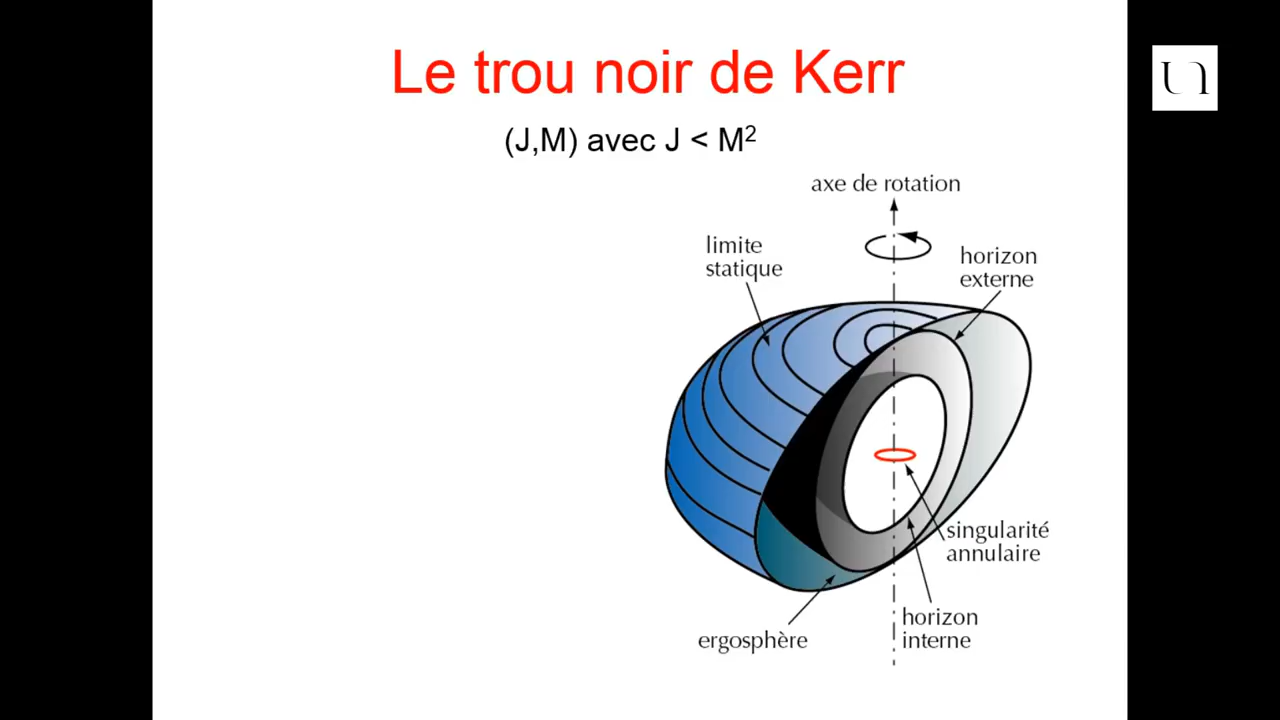 Le trou noir de Kerr
(J,M) avec J < M²
axe de rotation
limite
statique
horizon
externe
singularité
annulaire
horizon
interne
ergosphère